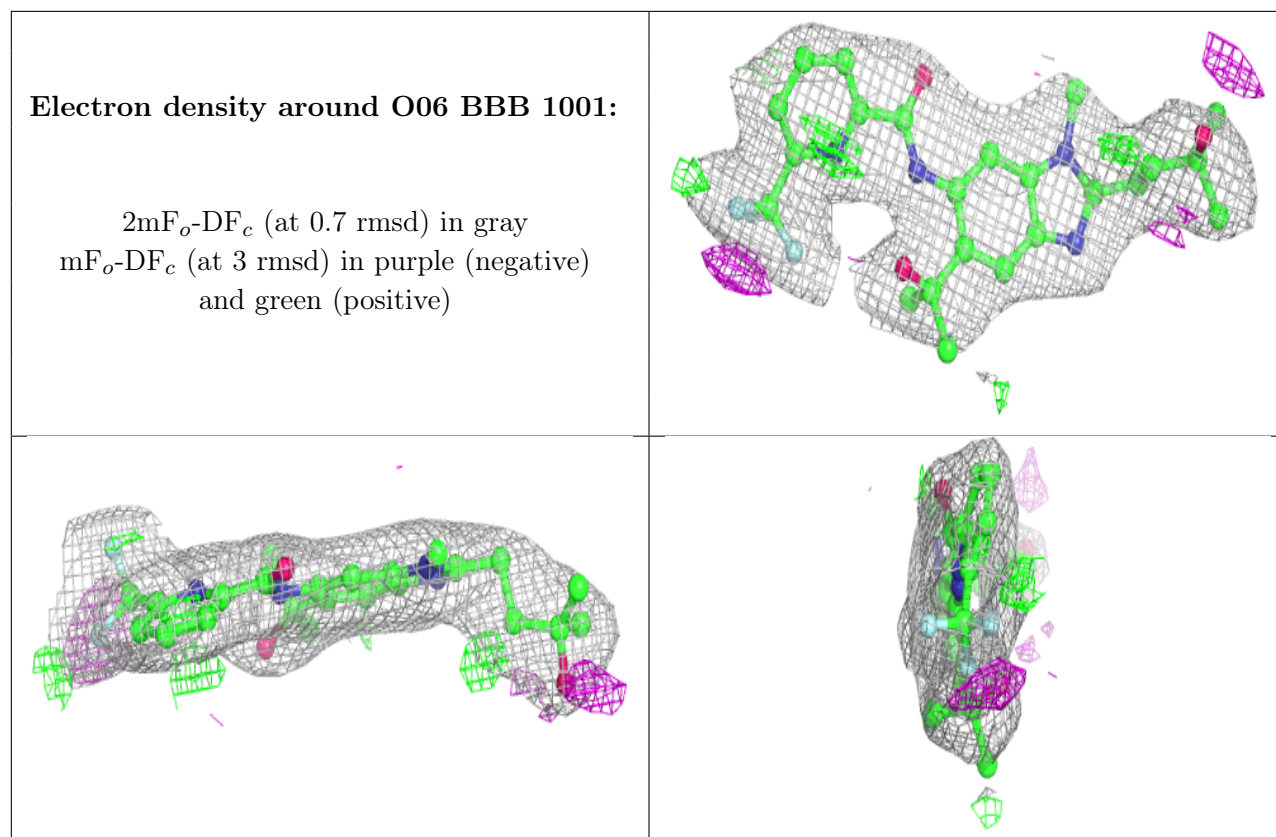 Electron density around O06 BBB 1001:
2mFo-DFc (at 0.7 rmsd) in gray
mFo-DFc (at 3 rmsd) in purple (negative)
and green (positive)